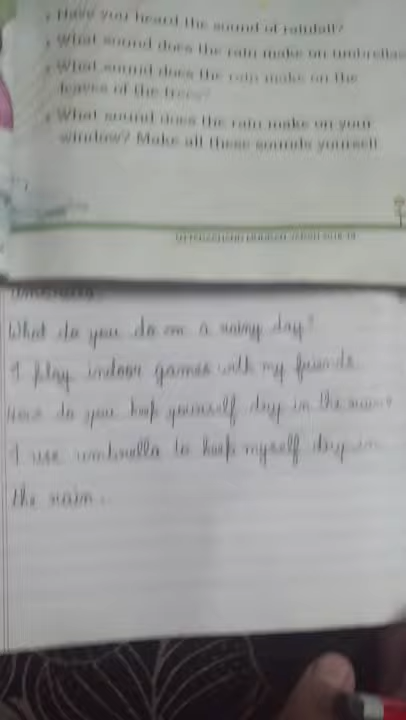 • Have you heard the sound of rainfall?
• What sound does the rain make on umbrellas
• What sound does the rain make on the
leaves of the trees?
• What sound does the rain make on your
window? Make all these sounds yourself
umbrella.
What do you do on a rainy day?
I play indoor games with my friends
How do you keep yourself dry in the rain?
I use umbrella to keep myself dry in
the rain.